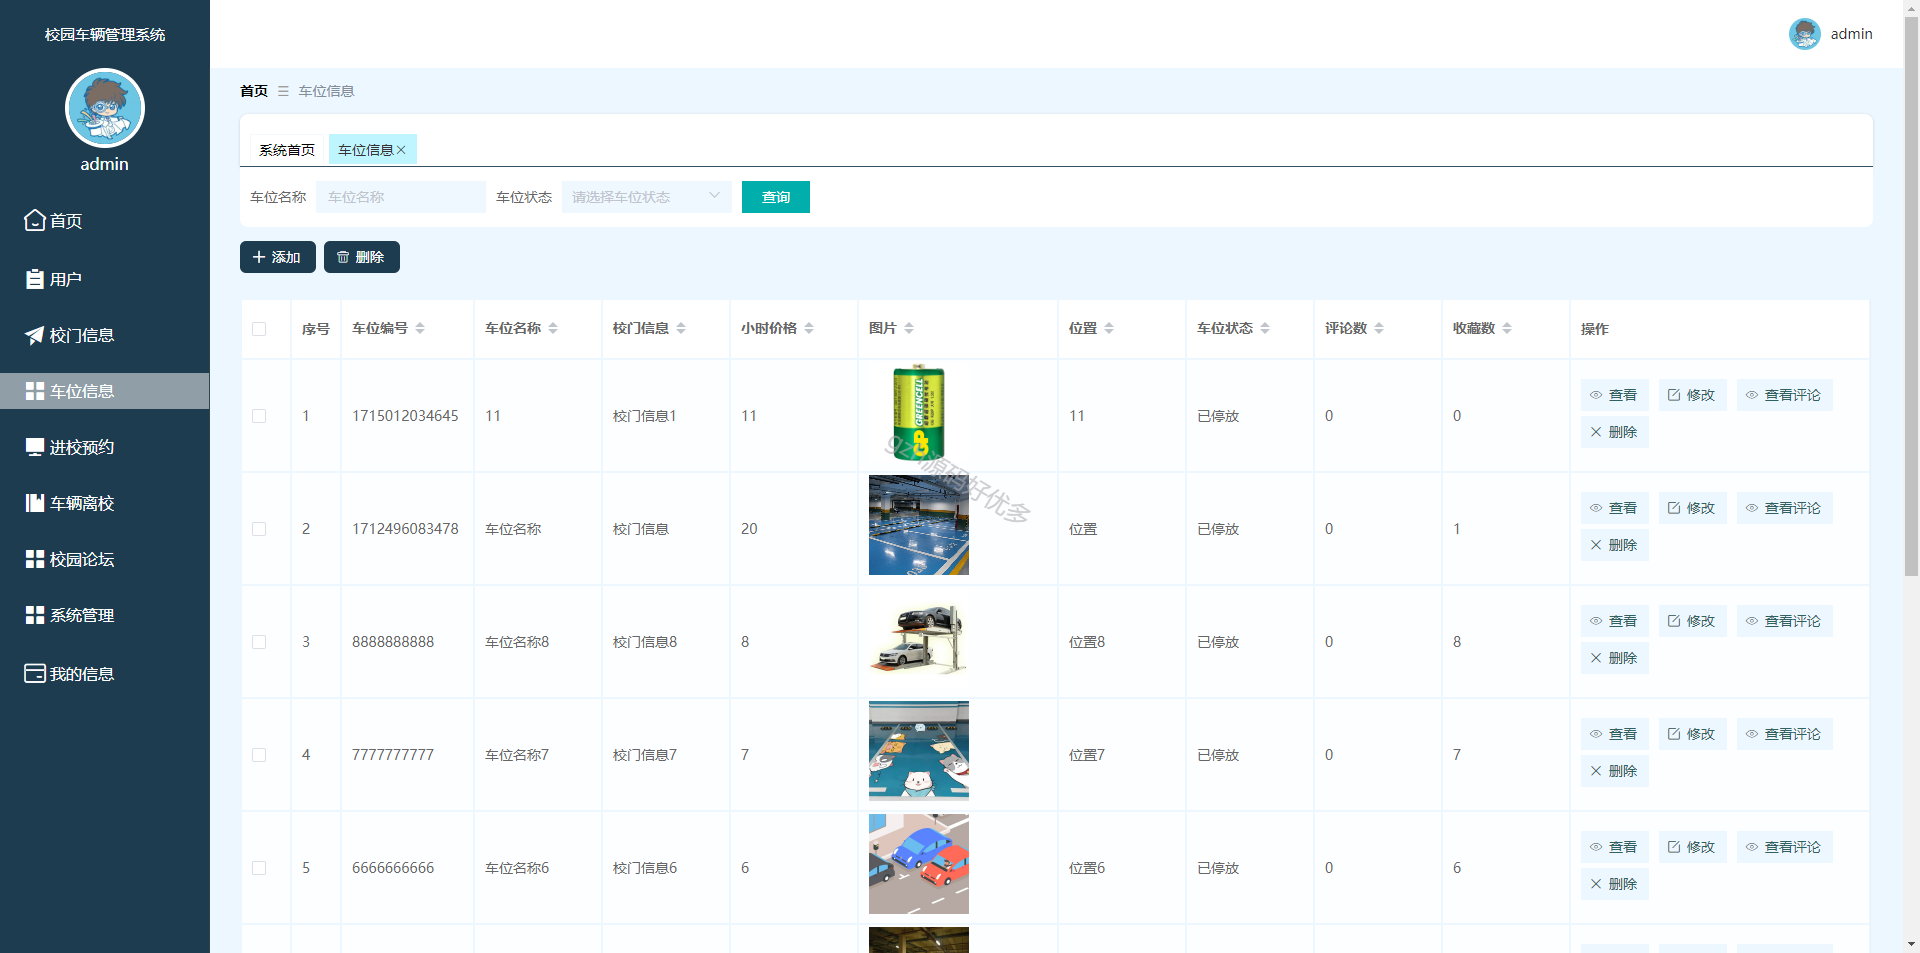 校园车辆管理系统
admin
admin
首页
用户
校门信息
车位信息
进校预约
车辆离校
校园论坛
系统管理
我的信息
首页 车位信息
系统首页 车位信息
车位名称 车位名称 车位状态 请选择车位状态 查询
添加 删除
序号 车位编号 车位名称 校门信息 小时价格 图片 位置 车位状态 评论数 收藏数 操作
1 1715012034645 11 校门信息1 11 11 已停放 0 0 查看 修改 查看评论
删除
GP GREENCELL
gzh源码好优多
2 1712496083478 车位名称 校门信息 20 位置 已停放 0 1 查看 修改 查看评论
删除
3 8888888888 车位名称8 校门信息8 8 位置8 已停放 0 8 查看 修改 查看评论
删除
4 7777777777 车位名称7 校门信息7 7 位置7 已停放 0 7 查看 修改 查看评论
删除
5 6666666666 车位名称6 校门信息6 6 位置6 已停放 0 6 查看 修改 查看评论
删除